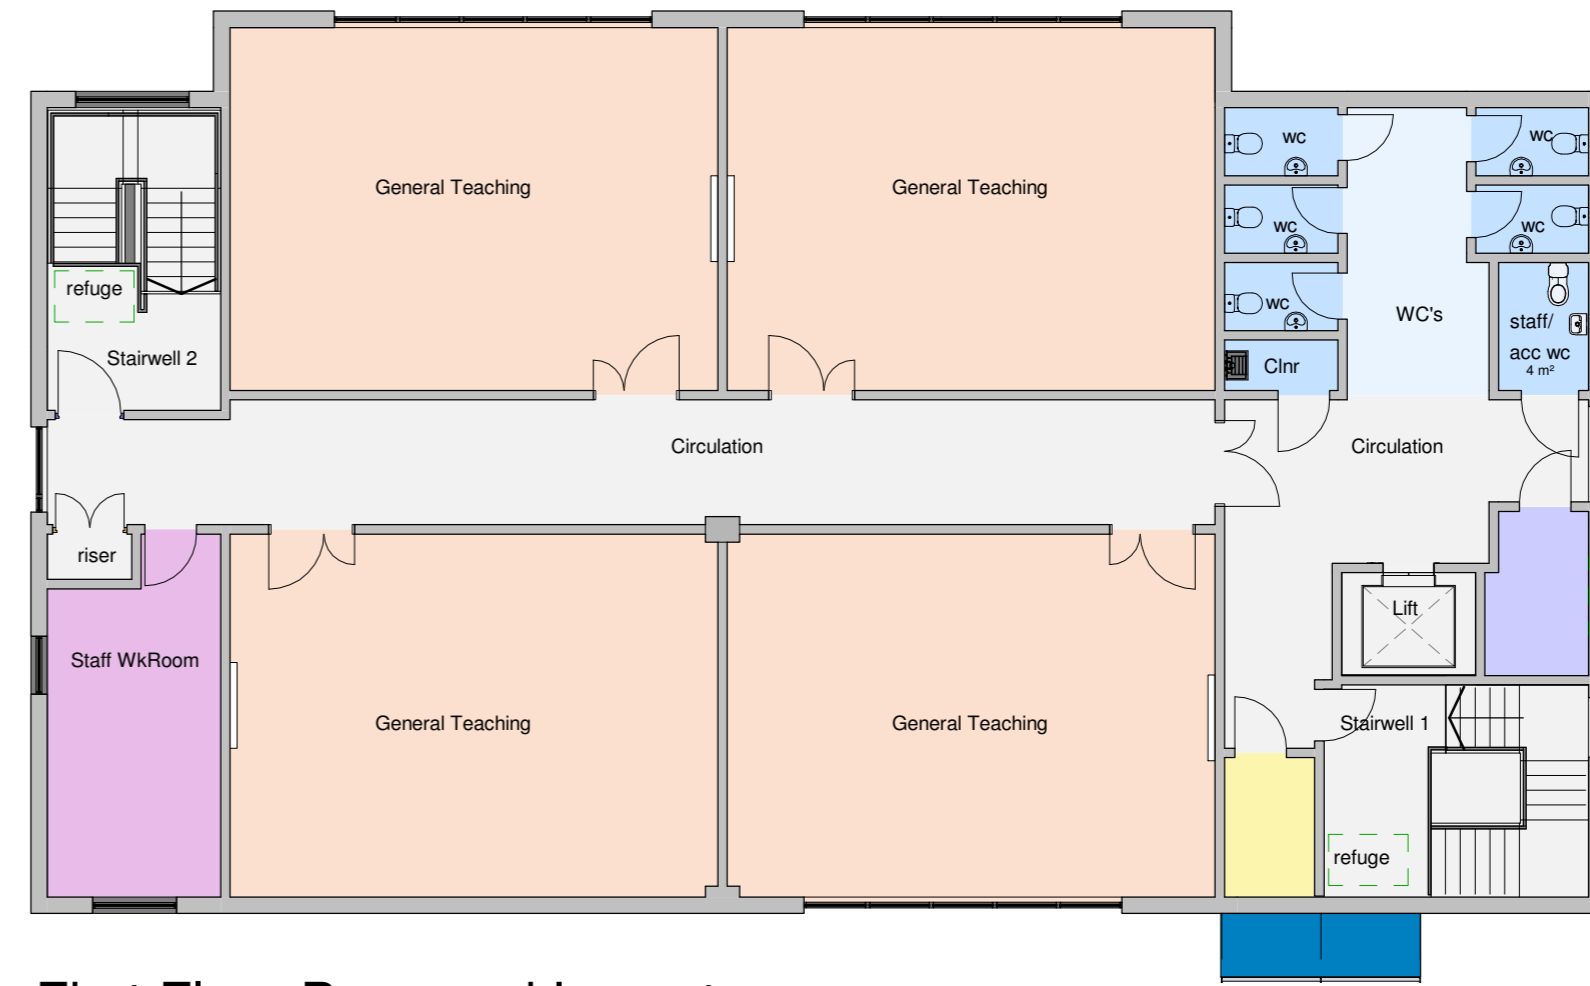 General Teaching
General Teaching
wc
wc
wc
wc
wc
refuge
Stairwell 2
WC's
staff/
acc wc
4 m²
Clnr
Circulation
Circulation
riser
Lift
Staff WkRoom
General Teaching
General Teaching
Stairwell 1
refuge